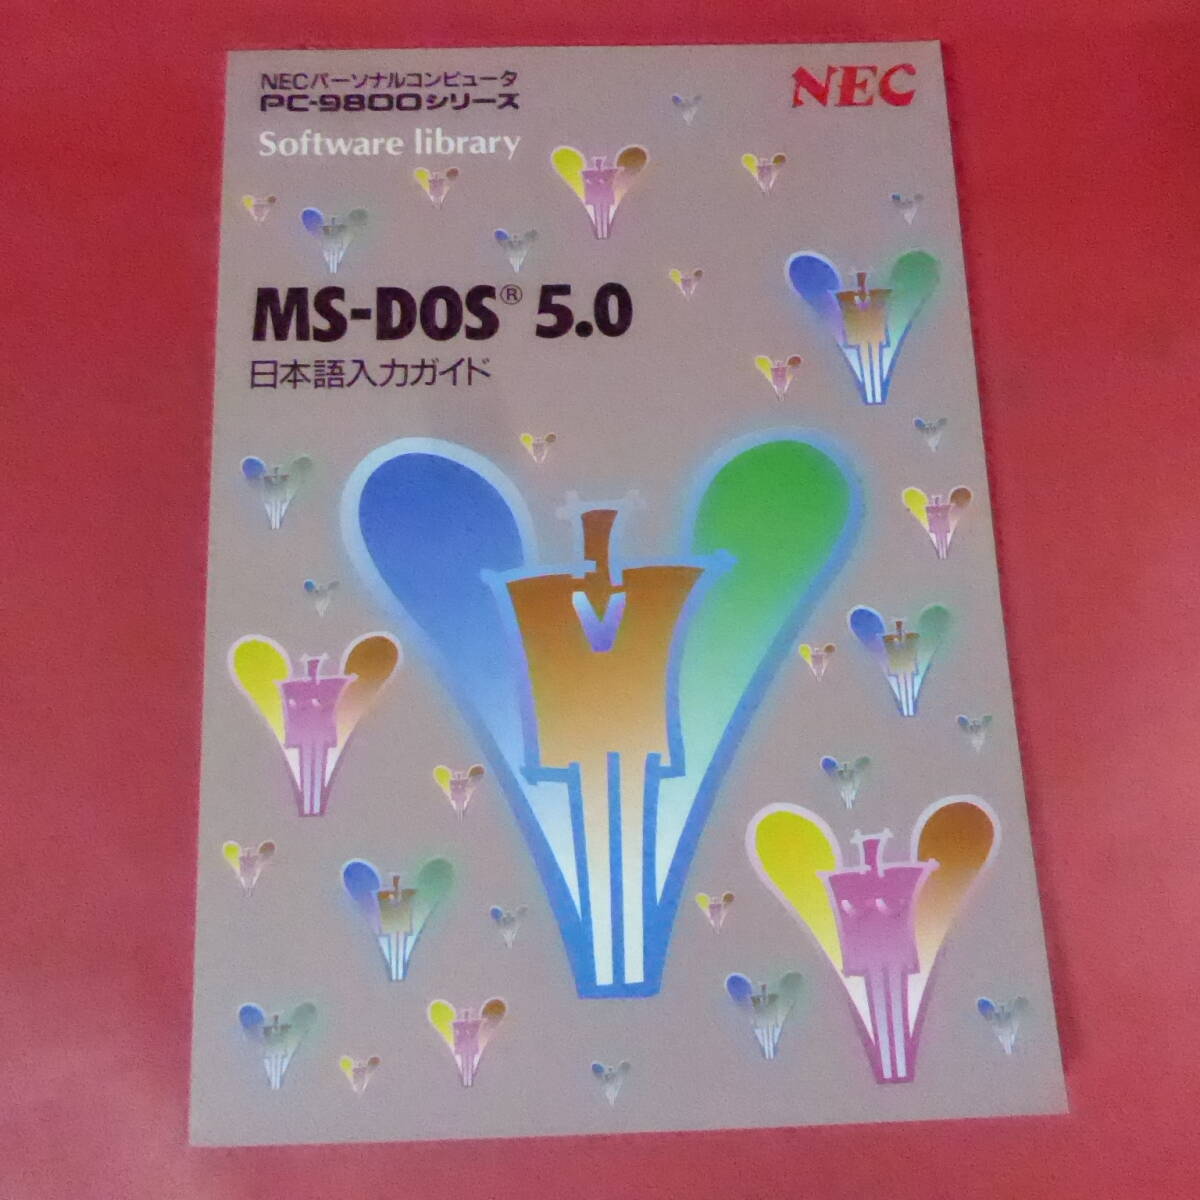 NECパーソナルコンピュータ
PC-9800シリーズ
Software library
NEC
MS-DOS® 5.0
日本語入力ガイド